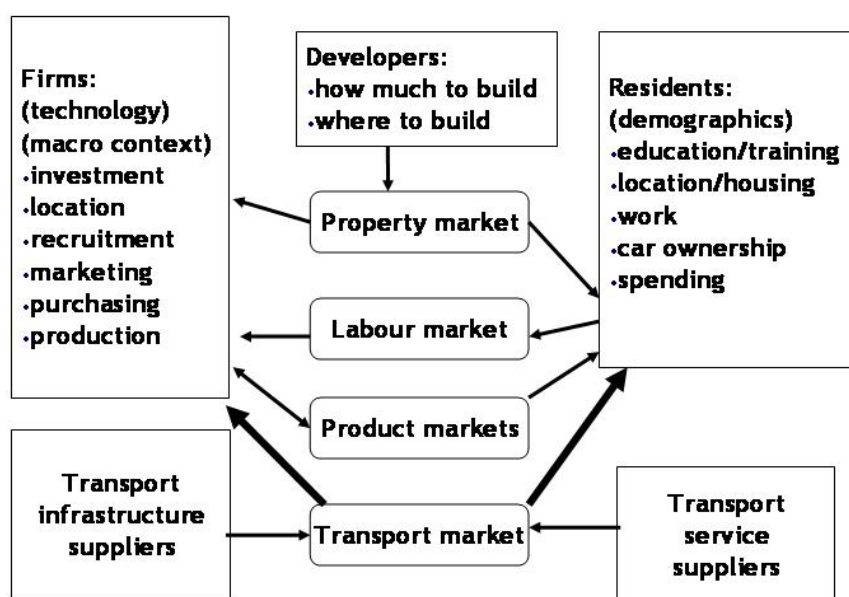 Firms:
(technology)
(macro context)
•investment
•location
•recruitment
•marketing
•purchasing
•production
Developers:
•how much to build
•where to build
Residents:
(demographics)
•education/training
•location/housing
•work
•car ownership
•spending
Property market
Labour market
Product markets
Transport
infrastructure
suppliers
Transport market
Transport
service
suppliers